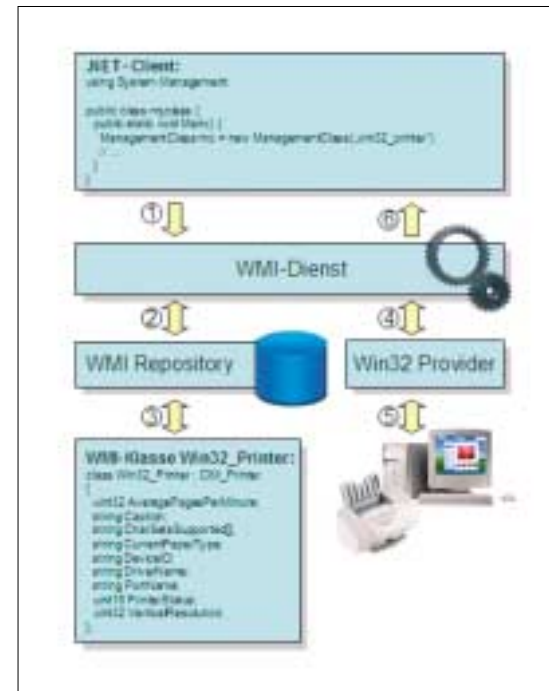 .NET-Client:
using System.Management
public class myclass {
public static void Main() {
ManagementClass mc = new ManagementClass(„win32_printer“)
}
}
① ⑥
WMI-Dienst
② ④
WMI Repository Win32 Provider
③ ⑤
WMI-Klasse Win32_Printer:
class Win32_Printer : CIM_Printer
{
uint32 AveragePagesPerMinute;
string Caption;
string CharSetsSupported[];
string CurrentPaperType;
string DeviceID;
string DriverName;
string PortName;
uint16 PrinterStatus;
uint32 VerticalResolution;
}